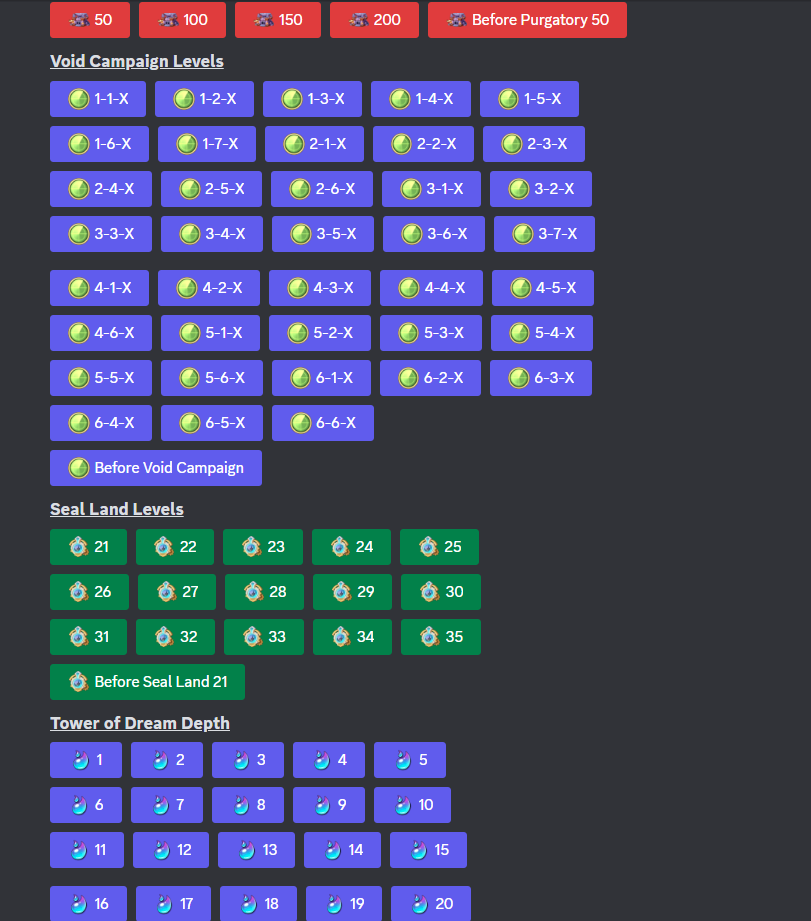 50 100 150 200 Before Purgatory 50
Void Campaign Levels
1-1-X 1-2-X 1-3-X 1-4-X 1-5-X
1-6-X 1-7-X 2-1-X 2-2-X 2-3-X
2-4-X 2-5-X 2-6-X 3-1-X 3-2-X
3-3-X 3-4-X 3-5-X 3-6-X 3-7-X
4-1-X 4-2-X 4-3-X 4-4-X 4-5-X
4-6-X 5-1-X 5-2-X 5-3-X 5-4-X
5-5-X 5-6-X 6-1-X 6-2-X 6-3-X
6-4-X 6-5-X 6-6-X
Before Void Campaign
Seal Land Levels
21 22 23 24 25
26 27 28 29 30
31 32 33 34 35
Before Seal Land 21
Tower of Dream Depth
1 2 3 4 5
6 7 8 9 10
11 12 13 14 15
16 17 18 19 20